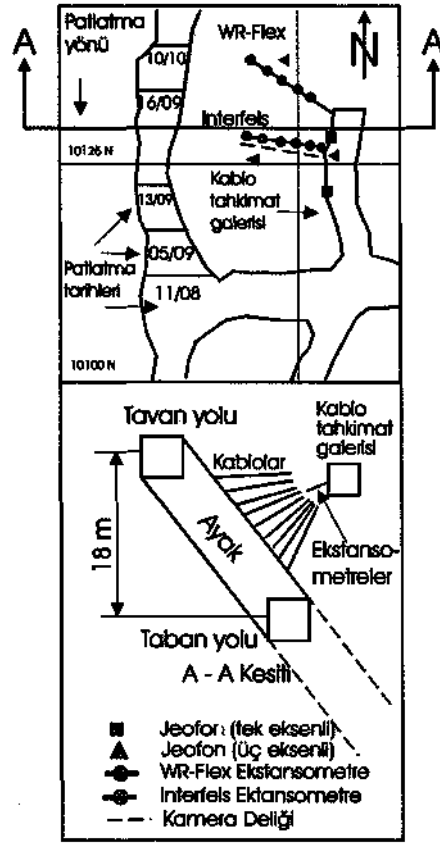 A
A
Patlatma
yönü
WR-Flex
N
10/10
16/09
Interfels
10125 N
Kablo
tahkimat
galerisi
13/09
05/09
Patlatma
tarihleri
11/08
10100 N
Tavan yolu
Kablo
tahkimat
galerisi
Kablolar
Ayak
18 m
Ekstanso-
metreler
Taban yolu
A - A Kesiti
Jeofon (tek eksenli)
Jeofon (üç eksenli)
WR-Flex Ekstansometre
Interfels Ektansometre
Kamera Deliği